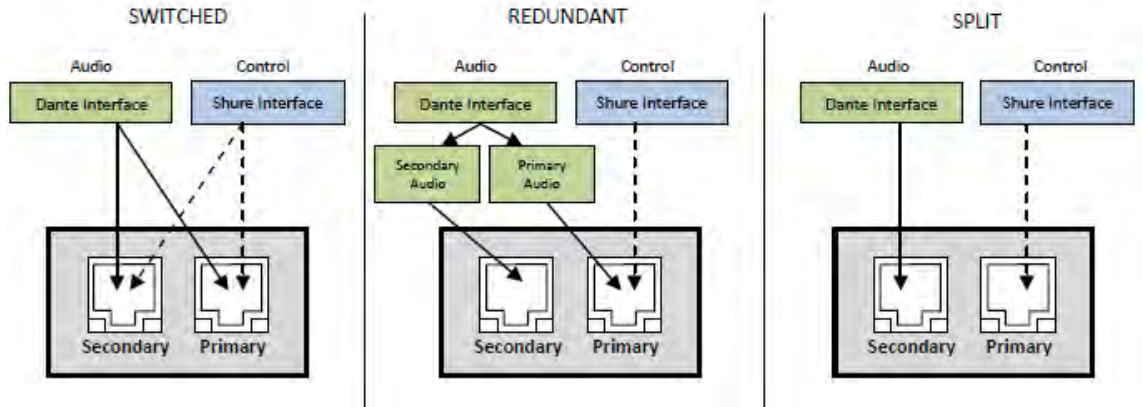 SWITCHED
Audio Control
Dante Interface Shure Interface
Secondary Primary
REDUNDANT
Audio Control
Dante Interface Shure Interface
Secondary Primary
Audio Audio
Secondary Primary
SPLIT
Audio Control
Dante Interface Shure Interface
Secondary Primary